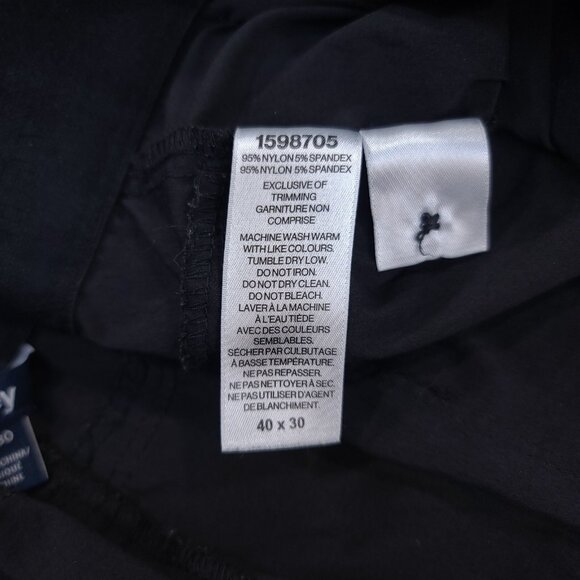 1598705
95% NYLON 5% SPANDEX
95% NYLON 5% SPANDEX
EXCLUSIVE OF
TRIMMING
GARNITURE NON
COMPRISE
MACHINE WASH WARM
WITH LIKE COLOURS.
TUMBLE DRY LOW.
DO NOT IRON.
DO NOT DRY CLEAN.
DO NOT BLEACH.
LAVER À LA MACHINE
À L'EAU TIÈDE
AVEC DES COULEURS
SEMBLABLES.
SÉCHER PAR CULBUTAGE
À BASSE TEMPÉRATURE.
NE PAS REPASSER.
NE PAS NETTOYER À SEC.
NE PAS UTILISER D'AGENT
DE BLANCHIMENT.
40 x 30
y
CHINA/